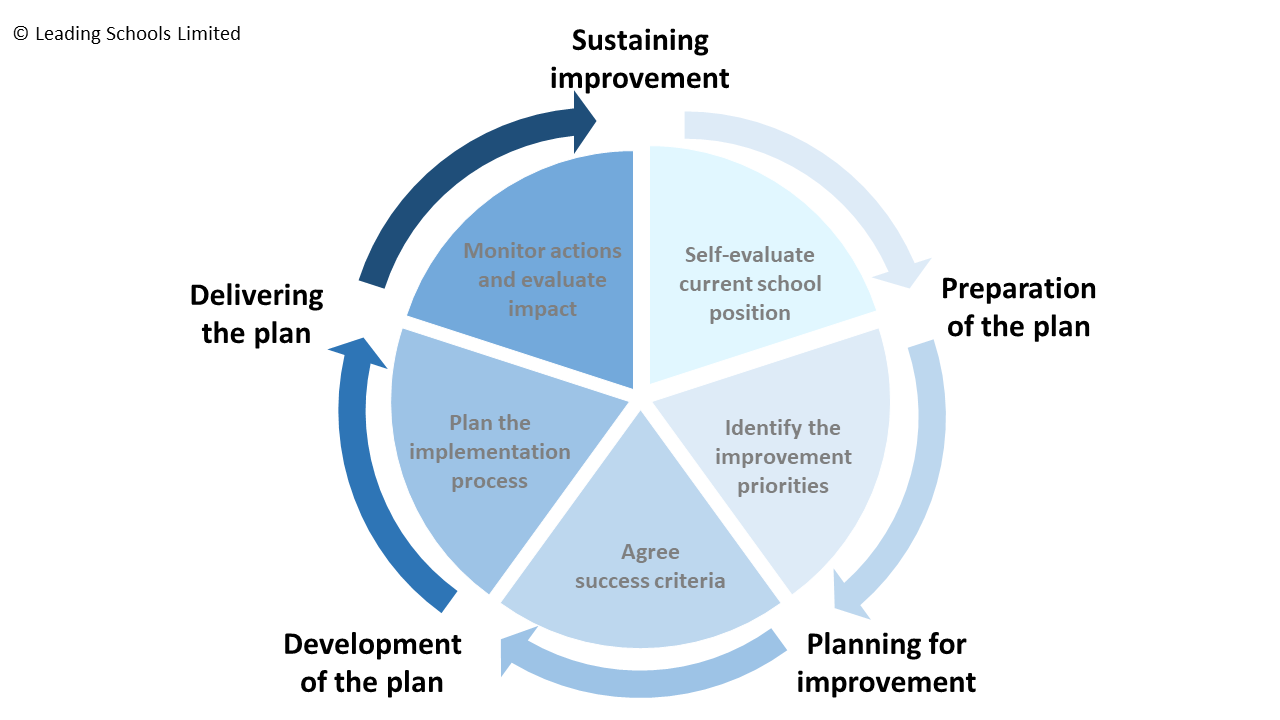 © Leading Schools Limited
Sustaining
improvement
Monitor actions
and evaluate
impact
Self-evaluate
current school
position
Delivering
the plan
Preparation
of the plan
Plan the
implementation
process
Identify the
improvement
priorities
Agree
success criteria
Development
of the plan
Planning for
improvement